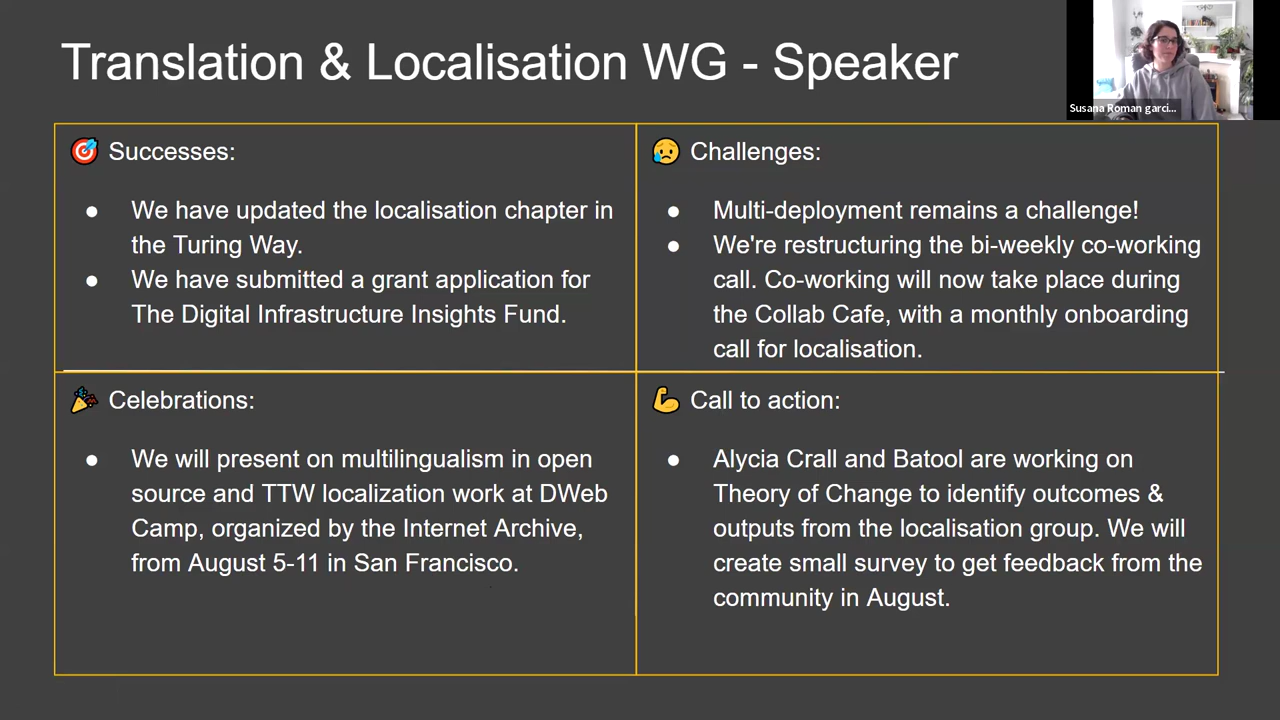 Translation & Localisation WG - Speaker
Susana Roman garci...
Successes:
● We have updated the localisation chapter in
the Turing Way.
● We have submitted a grant application for
The Digital Infrastructure Insights Fund.
Challenges:
● Multi-deployment remains a challenge!
● We're restructuring the bi-weekly co-working
call. Co-working will now take place during
the Collab Cafe, with a monthly onboarding
call for localisation.
Celebrations:
● We will present on multilingualism in open
source and TTW localization work at DWeb
Camp, organized by the Internet Archive,
from August 5-11 in San Francisco.
Call to action:
● Alycia Crall and Batool are working on
Theory of Change to identify outcomes &
outputs from the localisation group. We will
create small survey to get feedback from the
community in August.